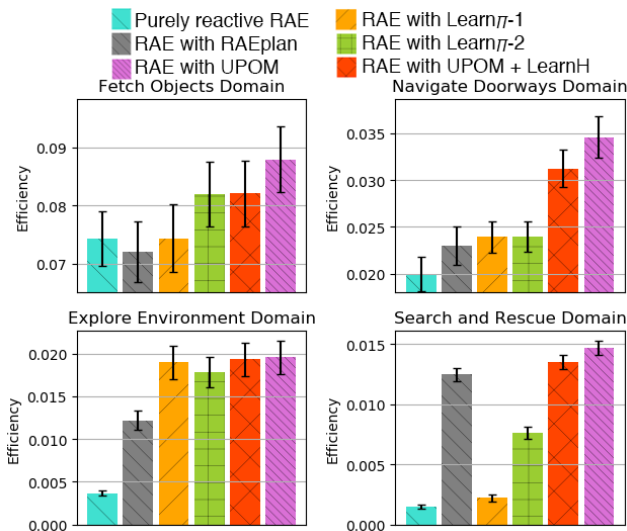 Purely reactive RAE
RAE with RAEplan
RAE with UPOM
RAE with Learnπ-1
RAE with Learnπ-2
RAE with UPOM + LearnH
Fetch Objects Domain
Efficiency
0.09
0.08
0.07
Navigate Doorways Domain
Efficiency
0.035
0.030
0.025
0.020
Explore Environment Domain
Efficiency
0.020
0.015
0.010
0.005
0.000
Search and Rescue Domain
Efficiency
0.015
0.010
0.005
0.000